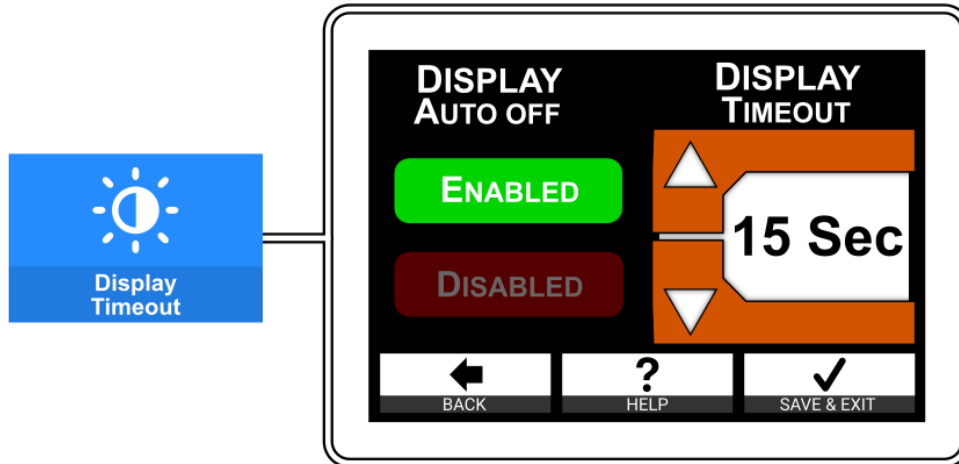 Display
Timeout
DISPLAY
AUTO OFF
ENABLED
DISABLED
DISPLAY
TIMEOUT
15 Sec
BACK
?
HELP
SAVE & EXIT